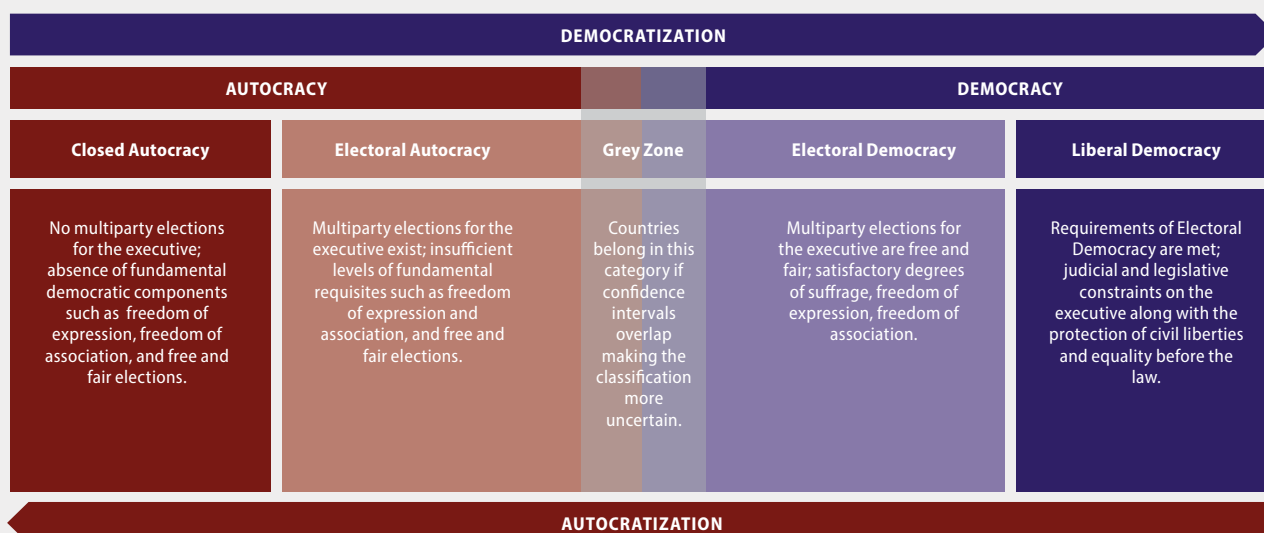 DEMOCRATIZATION
AUTOCRACY
DEMOCRACY
Closed Autocracy
Electoral Autocracy
Grey Zone
Electoral Democracy
Liberal Democracy
No multiparty elections
for the executive;
absence of fundamental
democratic components
such as freedom of
expression, freedom of
association, and free and
fair elections.
Multiparty elections for the
executive exist; insufficient
levels of fundamental
requisites such as freedom
of expression and
association, and free and
fair elections.
Countries
belong in this
category if
confidence
intervals
overlap
making the
classification
more
uncertain.
Multiparty elections for
the executive are free and
fair; satisfactory degrees
of suffrage, freedom of
expression, freedom of
association.
Requirements of Electoral
Democracy are met;
judicial and legislative
constraints on the
executive along with the
protection of civil liberties
and equality before the
law.
AUTOCRATIZATION